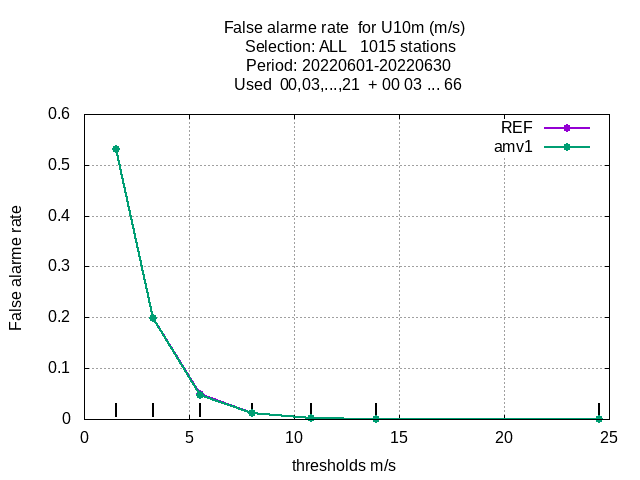 False alarme rate  for U10m (m/s)
Selection: ALL   1015 stations
Period: 20220601-20220630
Used  00,03,...,21  + 00 03 ... 66
REF
amv1
False alarme rate
0.6
0.5
0.4
0.3
0.2
0.1
0
0 5 10 15 20 25
thresholds m/s